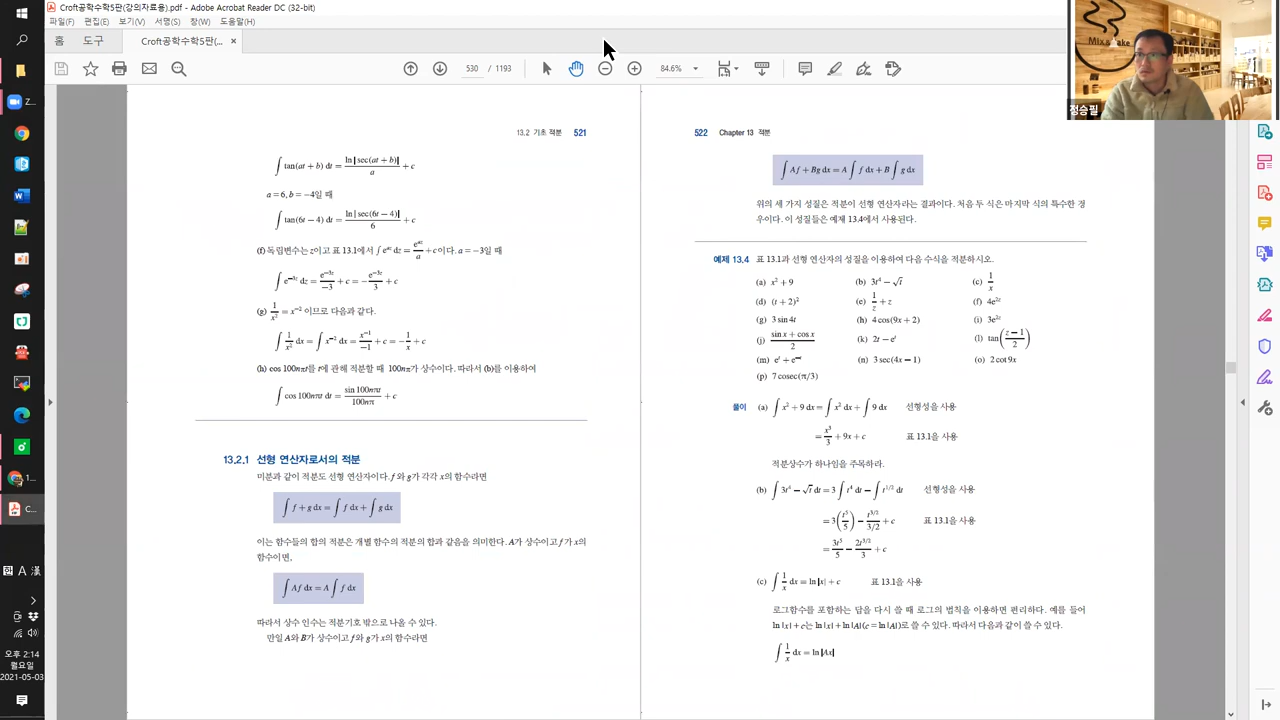 Croft공학수학5판(강의자료용).pdf - Adobe Acrobat Reader DC (32-bit)
파일(F) 편집(E) 보기(V) 서명(S) 창(W) 도움말(H)
홈 도구 Croft공학수학5판(... ×
530 / 1193 84.6%
정승필
13.2 기초 적분 521
∫ tan(at + b) dt = ln|sec(at + b)| / a + c
a = 6, b = −4일 때
∫ tan(6t − 4) dt = ln|sec(6t − 4)| / 6 + c
(f) 독립변수는 z이고 표 13.1에서 ∫ e^{az} dz = e^{az}/a + c이다. a = −3일 때
∫ e^{−3z} dz = e^{−3z}/−3 + c = − e^{−3z}/3 + c
(g) 1/x² = x^{−2} 이므로 다음과 같다.
∫ 1/x² dx = ∫ x^{−2} dx = x^{−1}/−1 + c = − 1/x + c
(h) cos 100nπt를 t에 관해 적분할 때 100nπ가 상수이다. 따라서 (b)를 이용하여
∫ cos 100nπt dt = sin 100nπt / 100nπ + c
13.2.1 선형 연산자로서의 적분
미분과 같이 적분도 선형 연산자이다. f 와 g가 각각 x의 함수라면
∫ f + g dx = ∫ f dx + ∫ g dx
이는 함수들의 합의 적분은 개별 함수의 적분의 합과 같음을 의미한다. A가 상수이고 f 가 x의
함수이면,
∫ Af dx = A ∫ f dx
따라서 상수 인수는 적분기호 밖으로 나올 수 있다.
만일 A와 B가 상수이고 f와 g가 x의 함수라면
522 Chapter 13 적분
∫ Af + Bg dx = A ∫ f dx + B ∫ g dx
위의 세 가지 성질은 적분이 선형 연산자라는 결과이다. 처음 두 식은 마지막 식의 특수한 경
우이다. 이 성질들은 예제 13.4에서 사용된다.
예제 13.4 표 13.1과 선형 연산자의 성질을 이용하여 다음 수식을 적분하시오.
(a) x² + 9 (b) 3t⁴ − √t (c) 1/x
(d) (t + 2)² (e) 1/z + z (f) 4e^{2z}
(g) 3 sin 4t (h) 4 cos(9x + 2) (i) 3e^{2z}
(j) (sin x + cos x)/2 (k) 2t − e^t (l) tan((z − 1)/2)
(m) e^t + e^{−t} (n) 3 sec(4x − 1) (o) 2 cot 9x
(p) 7 cosec(π/3)
풀이 (a) ∫ x² + 9 dx = ∫ x² dx + ∫ 9 dx 선형성을 사용
= x³/3 + 9x + c 표 13.1을 사용
적분상수가 하나임을 주목하라.
(b) ∫ 3t⁴ − √t dt = 3 ∫ t⁴ dt − ∫ t^{1/2} dt 선형성을 사용
= 3(t⁵/5) − t^{3/2}/3/2 + c 표 13.1을 사용
= 3t⁵/5 − 2t^{3/2}/3 + c
(c) ∫ 1/x dx = ln|x| + c 표 13.1을 사용
로그함수를 포함하는 답을 다시 쓸 때 로그의 법칙을 이용하면 편리하다. 예를 들어
ln|x| + c는 ln|x| + ln|A|(c = ln|A|)로 쓸 수 있다. 따라서 다음과 같이 쓸 수 있다.
∫ 1/x dx = ln|Ax|
한 A 漢
오후 2:14
월요일
2021-05-03